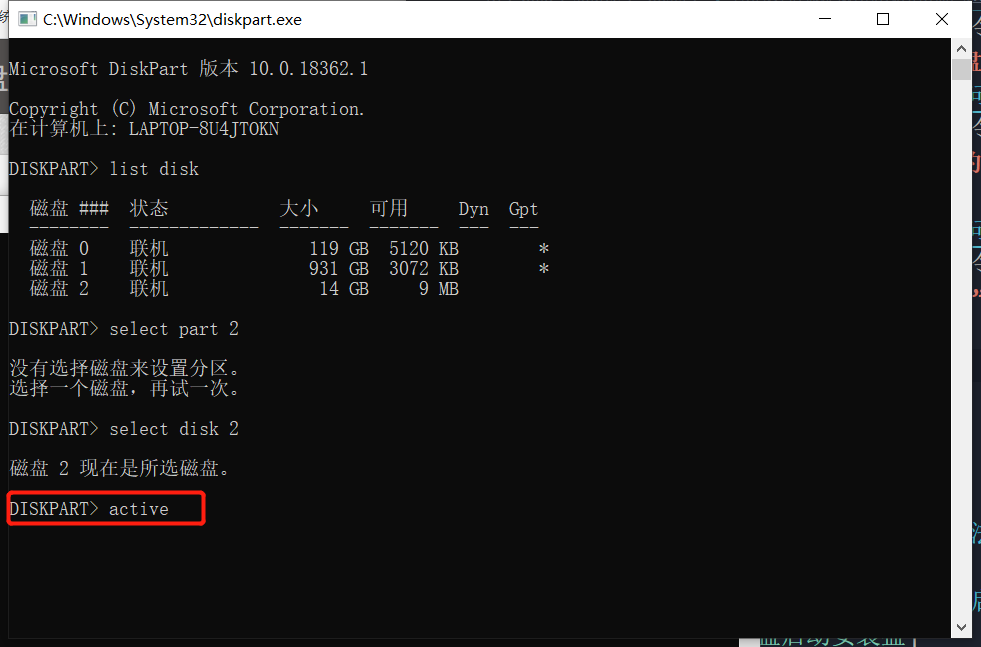 C:\Windows\System32\diskpart.exe
Microsoft DiskPart 版本 10.0.18362.1
Copyright (C) Microsoft Corporation.
在计算机上: LAPTOP-8U4JTOKN
DISKPART> list disk
磁盘 ### 状态 大小 可用 Dyn Gpt
-------- ------------- ------- ------- --- ---
磁盘 0 联机 119 GB 5120 KB *
磁盘 1 联机 931 GB 3072 KB *
磁盘 2 联机 14 GB 9 MB
DISKPART> select part 2
没有选择磁盘来设置分区。
选择一个磁盘，再试一次。
DISKPART> select disk 2
磁盘 2 现在是所选磁盘。
DISKPART> active